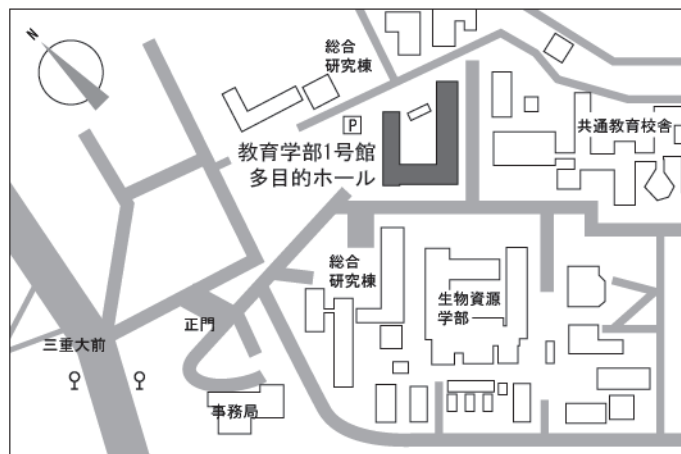 N
総合
研究棟
共通教育校舎
P
教育学部1号館
多目的ホール
総合
研究棟
生物資源
学部
正門
三重大前
事務局